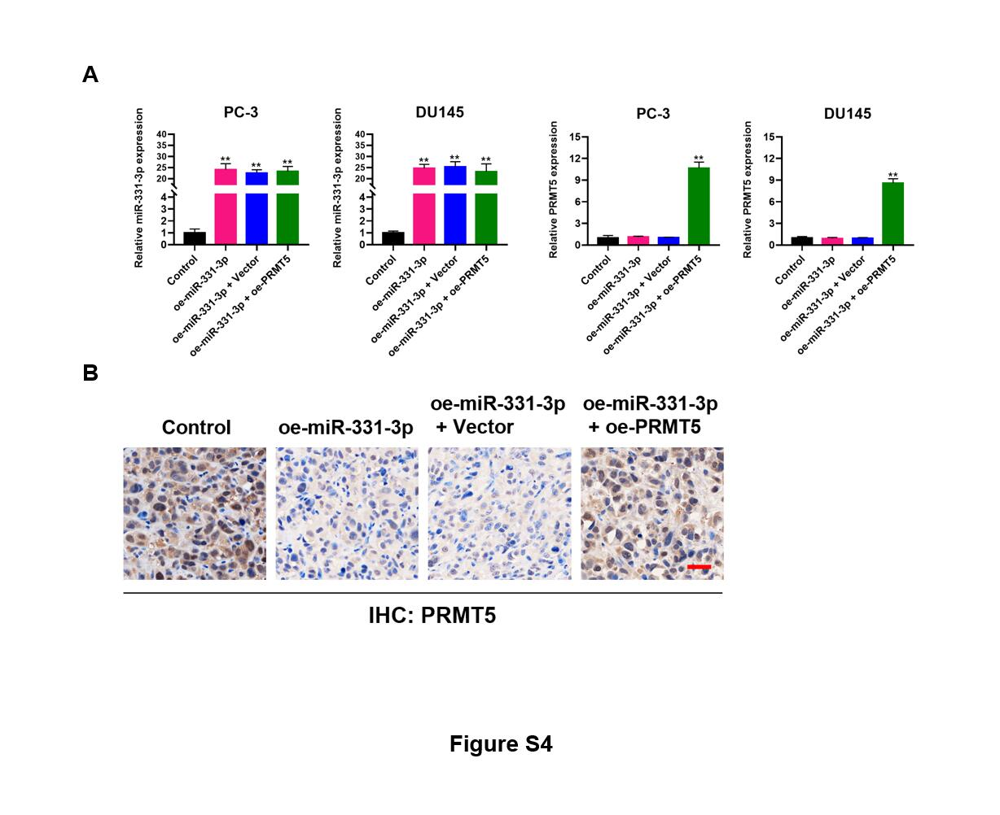 A
PC-3
Relative miR-331-3p expression
40
35
30
25
20
4
3
2
1
0
**
**
**
Control
oe-miR-331-3p
oe-miR-331-3p + Vector
oe-miR-331-3p + oe-PRMT5
DU145
Relative miR-331-3p expression
40
35
30
25
20
4
3
2
1
0
**
**
**
Control
oe-miR-331-3p
oe-miR-331-3p + Vector
oe-miR-331-3p + oe-PRMT5
PC-3
Relative PRMT5 expression
15
12
9
6
3
0
**
Control
oe-miR-331-3p
oe-miR-331-3p + Vector
oe-miR-331-3p + oe-PRMT5
DU145
Relative PRMT5 expression
15
12
9
6
3
0
**
Control
oe-miR-331-3p
oe-miR-331-3p + Vector
oe-miR-331-3p + oe-PRMT5
B
Control
oe-miR-331-3p
oe-miR-331-3p
+ Vector
oe-miR-331-3p
+ oe-PRMT5
IHC: PRMT5
Figure S4